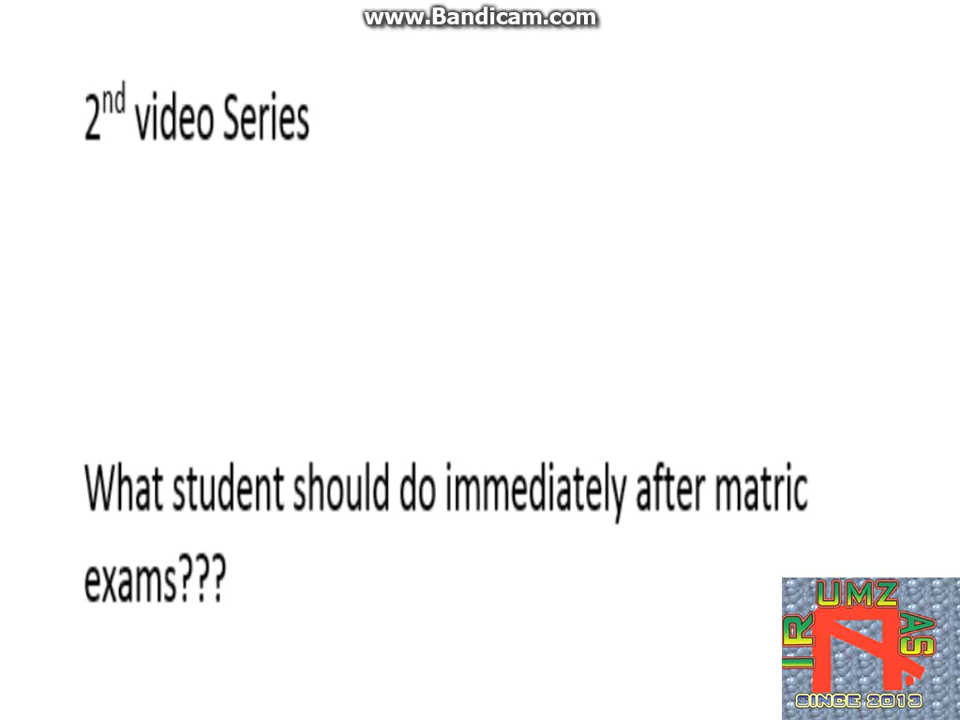 www.Bandicam.com
2nd video Series
What student should do immediately after matric
exams???
UMZ
IR
AS
SINCE 2013